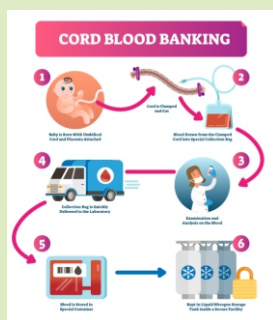 CORD BLOOD BANKING
1
2
Baby is Born With Umbilical
Cord and Placenta Attached
Cord is Clamped
and Cut
Blood Drawn from the Clamped
Cord into Special Collection Bag
4
3
Collection Bag is Quickly
Delivered to the Laboratory
Examination and
Analysis on the Blood
5
6
Blood is Stored in
Special Container
Kept in Liquid Nitrogen Storage
Tank Inside a Secure Facility